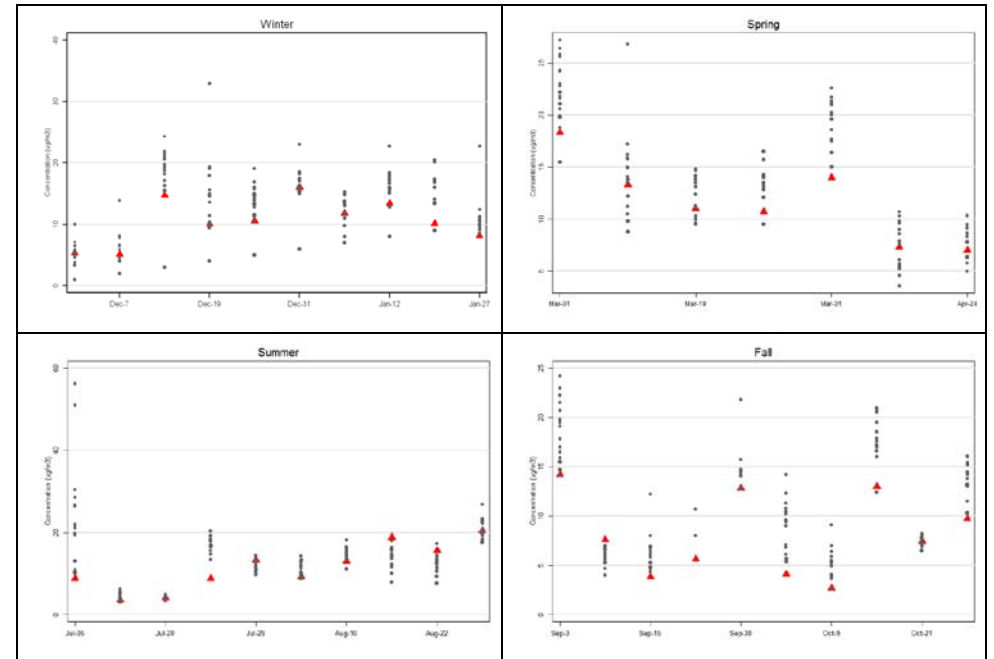 Winter
Concentration (ug/m3)
40
30
20
10
0
Dec-7
Dec-19
Dec-31
Jan-12
Jan-27
Spring
Concentration (ug/m3)
25
20
15
10
5
Mar-01
Mar-19
Mar-31
Apr-24
Summer
Concentration (ug/m3)
60
40
20
0
Jul-05
Jul-20
Jul-29
Aug-10
Aug-22
Fall
Concentration (ug/m3)
25
20
15
10
5
0
Sep-3
Sep-15
Sep-30
Oct-9
Oct-21